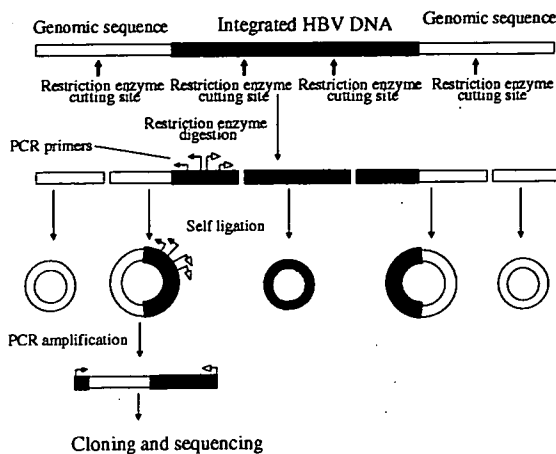 Genomic sequence
Integrated HBV DNA
Genomic sequence
Restriction enzyme
cutting site
Restriction enzyme
cutting site
Restriction enzyme
cutting site
Restriction enzyme
cutting site
Restriction enzyme
digestion
PCR primers
Self ligation
PCR amplification
Cloning and sequencing